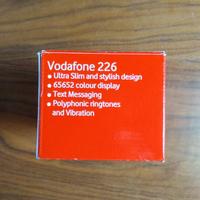 Vodafone 226
• Ultra Slim and stylish design
• 65652 colour display
• Text Messaging
• Polyphonic ringtones
and Vibration